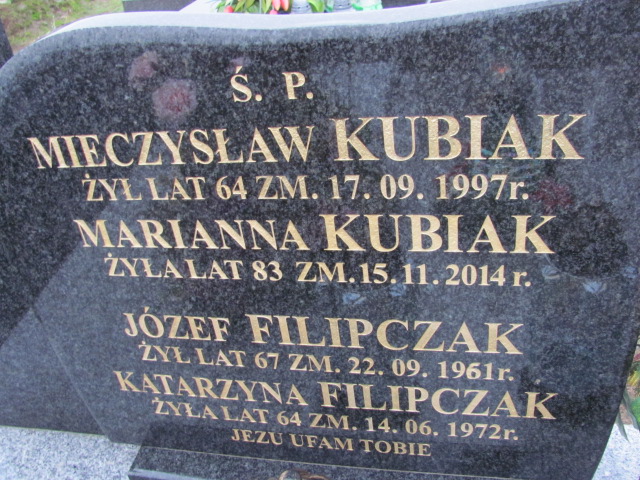 Ś. P.
MIECZYSŁAW KUBIAK
ŻYŁ LAT 64 ZM. 17. 09. 1997r.
MARIANNA KUBIAK
ŻYŁA LAT 83 ZM. 15. 11. 2014 r.
JÓZEF FILIPCZAK
ŻYŁ LAT 67 ZM. 22. 09. 1961r.
KATARZYNA FILIPCZAK
ŻYŁA LAT 64 ZM. 14. 06. 1972r.
JEZU UFAM TOBIE